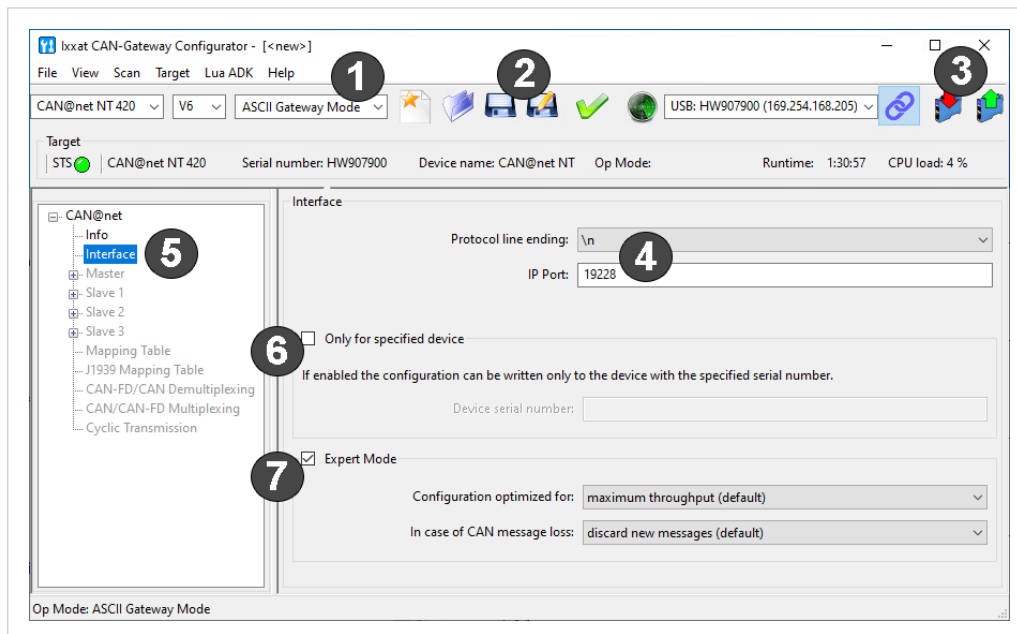 Ixxat CAN-Gateway Configurator - [<new>]
File View Scan Target Lua ADK Help
1
2
3
CAN@net NT 420 V6 ASCII Gateway Mode USB: HW907900 (169.254.168.205)
Target
STS CAN@net NT 420 Serial number: HW907900 Device name: CAN@net NT Op Mode: Runtime: 1:30:57 CPU load: 4 %
CAN@net
Info
Interface
5
Master
Slave 1
Slave 2
Slave 3
Mapping Table
J1939 Mapping Table
CAN-FD/CAN Demultiplexing
CAN/CAN-FD Multiplexing
Cyclic Transmission
Interface
Protocol line ending: \n
4
IP Port: 19228
6
Only for specified device
If enabled the configuration can be written only to the device with the specified serial number.
Device serial number:
7
Expert Mode
Configuration optimized for: maximum throughput (default)
In case of CAN message loss: discard new messages (default)
Op Mode: ASCII Gateway Mode